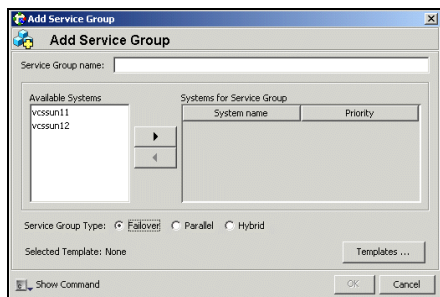 Add Service Group
Add Service Group
Service Group name:
Available Systems
Systems for Service Group
vcssun11
vcssun12
System name
Priority
Service Group Type:
Failover
Parallel
Hybrid
Selected Template: None
Templates ...
Show Command
OK
Cancel